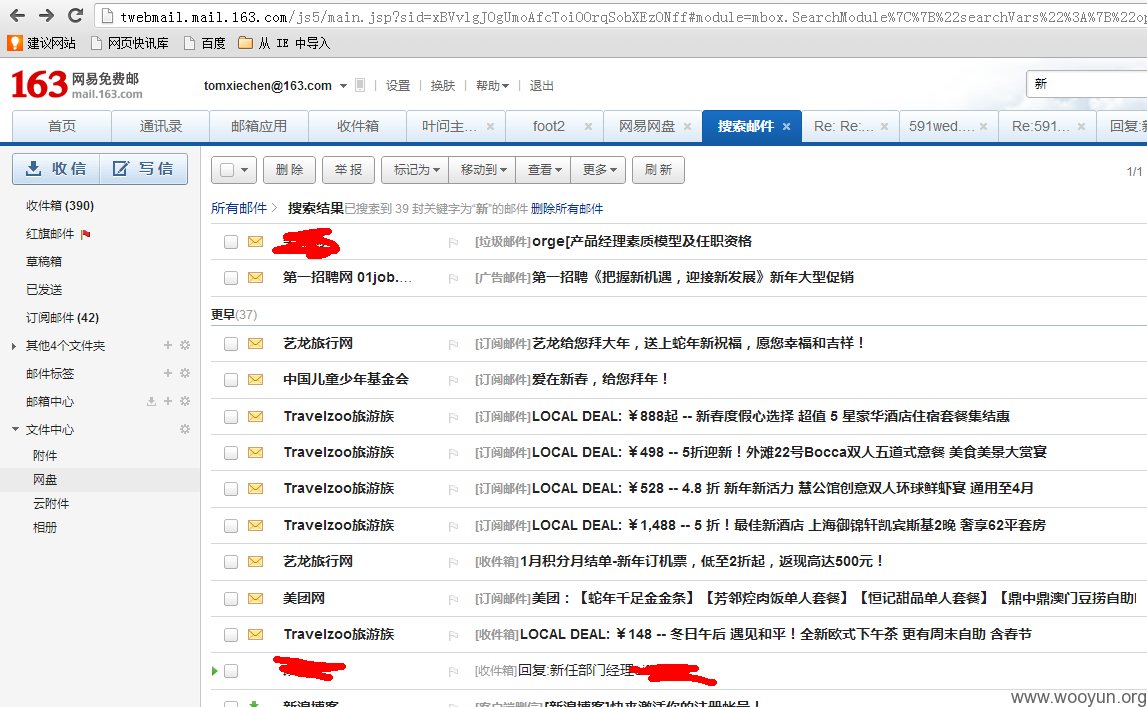 twebmail.mail.163.com/js5/main.jsp?sid=xBVvlgJOgUmoAfcToiOOrqSobXEzONff#module=mbox.SearchModule%7C%7B%22searchVars%22%3A%7B%22op
建议网站 网页快讯库 百度 从 IE 中导入
163 网易免费邮 mail.163.com tomxiechen@163.com 设置 换肤 帮助 退出 新
首页 通讯录 邮箱应用 收件箱 叶问主... foot2 网易网盘 搜索邮件 Re: Re:... 591wed.... Re:591... 回复:新
收信 写信 删除 举报 标记为 移动到 查看 更多 刷新 1/1
收件箱 (390)
红旗邮件
草稿箱
已发送
订阅邮件 (42)
其他4个文件夹
邮件标签
邮箱中心
文件中心
附件
网盘
云附件
相册
所有邮件 搜索结果已搜索到 39 封关键字为“新”的邮件 删除所有邮件
[垃圾邮件]orge[产品经理素质模型及任职资格
第一招聘网 01job.... [广告邮件]第一招聘《把握新机遇，迎接新发展》新年大型促销
更早(37)
艺龙旅行网 [订阅邮件]艺龙给您拜大年，送上蛇年新祝福，愿您幸福和吉祥！
中国儿童少年基金会 [订阅邮件]爱在新春，给您拜年！
Travelzoo旅游族 [订阅邮件]LOCAL DEAL: ￥888起 -- 新春度假心选择 超值 5 星豪华酒店住宿套餐集结惠
Travelzoo旅游族 [订阅邮件]LOCAL DEAL: ￥498 -- 5折迎新！外滩22号Bocca双人五道式意餐 美食美景大赏宴
Travelzoo旅游族 [订阅邮件]LOCAL DEAL: ￥528 -- 4.8 折 新年新活力 慧公馆创意双人环球鲜虾宴 通用至4月
Travelzoo旅游族 [订阅邮件]LOCAL DEAL: ￥1,488 -- 5 折！最佳新酒店 上海御锦轩凯宾斯基2晚 奢享62平套房
艺龙旅行网 [收件箱]1月积分月结单-新年订机票，低至2折起，返现高达500元！
美团网 [订阅邮件]美团：【蛇年千足金金条】【芳邻烩肉饭单人套餐】【恒记甜品单人套餐】【鼎中鼎澳门豆捞自助
Travelzoo旅游族 [收件箱]LOCAL DEAL: ￥148 -- 冬日午后 遇见和平！全新欧式下午茶 更有周末自助 含春节
[收件箱]回复:新任部门经理
新浪博客 [客户端删信][新浪博客]快来激活你的注册帐号！
www.wooyun.org